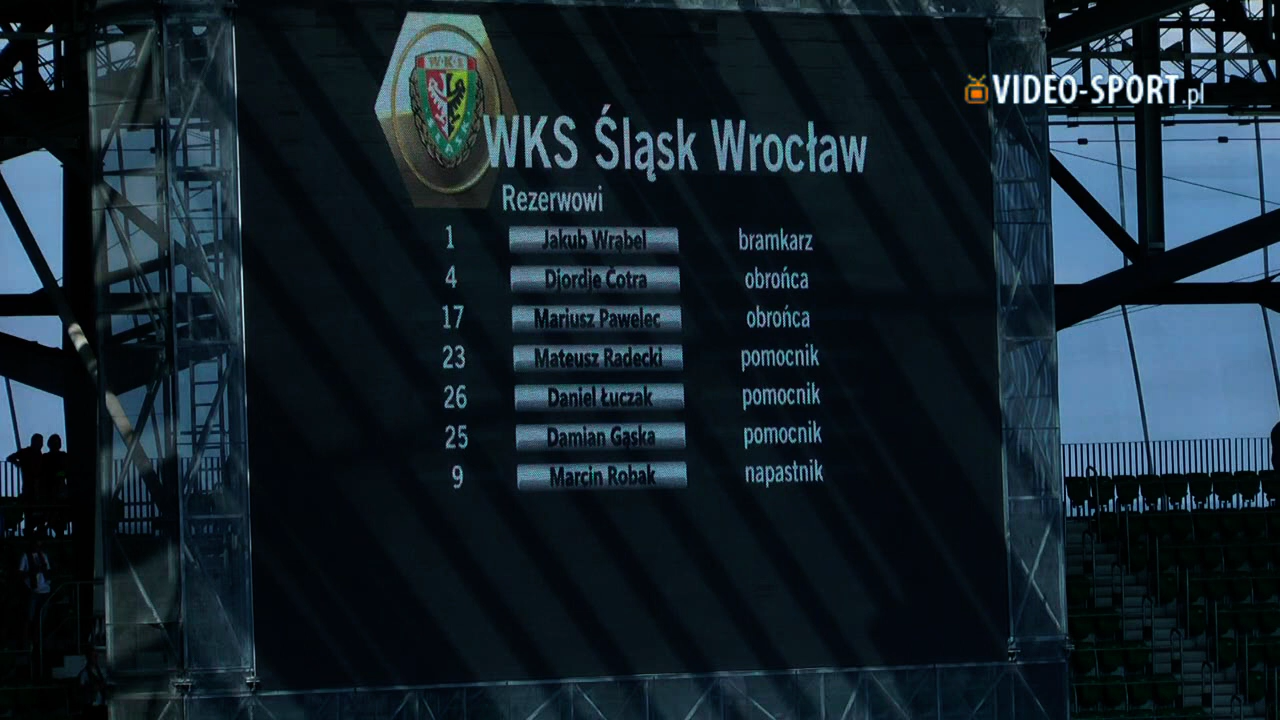 VIDEO-SPORT.pl
W·K·S
WKS Śląsk Wrocław
Rezerwowi
1 Jakub Wrąbel bramkarz
4 Djordje Čotra obrońca
17 Mariusz Pawelec obrońca
23 Mateusz Radecki pomocnik
26 Daniel Łuczak pomocnik
25 Damian Gąska pomocnik
9 Marcin Robak napastnik